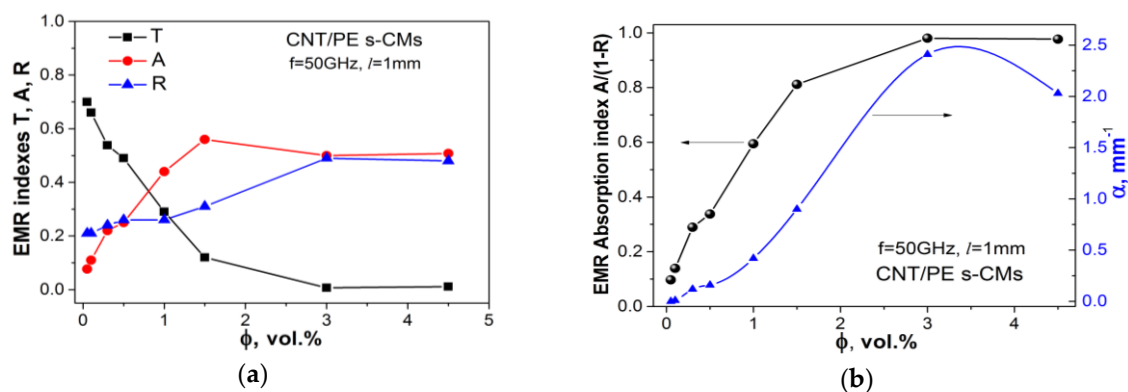 1.0
0.8
0.6
0.4
0.2
0.0
EMR indexes T, A, R
T
A
R
CNT/PE s-CMs
f=50GHz, l=1mm
0 1 2 3 4 5
ϕ, vol.%
(a)
1.0
0.8
0.6
0.4
0.2
0.0
EMR Absorption index A/(1-R)
2.5
2.0
1.5
1.0
0.5
0.0
α, mm⁻¹
f=50GHz, l=1mm
CNT/PE s-CMs
0 1 2 3 4
ϕ, vol.%
(b)